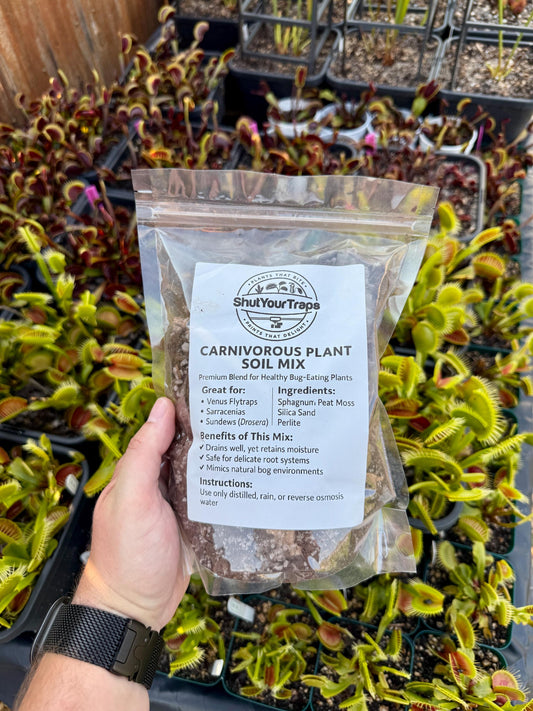 • PLANTS THAT BITE •
ShutYourTraps
• PRINTS THAT DELIGHT •
CARNIVOROUS PLANT
SOIL MIX
Premium Blend for Healthy Bug-Eating Plants
Great for:
• Venus Flytraps
• Sarracenias
• Sundews (Drosera)
Ingredients:
Sphagnum Peat Moss
Silica Sand
Perlite
Benefits of This Mix:
✓ Drains well, yet retains moisture
✓ Safe for delicate root systems
✓ Mimics natural bog environments
Instructions:
Use only distilled, rain, or reverse osmosis
water